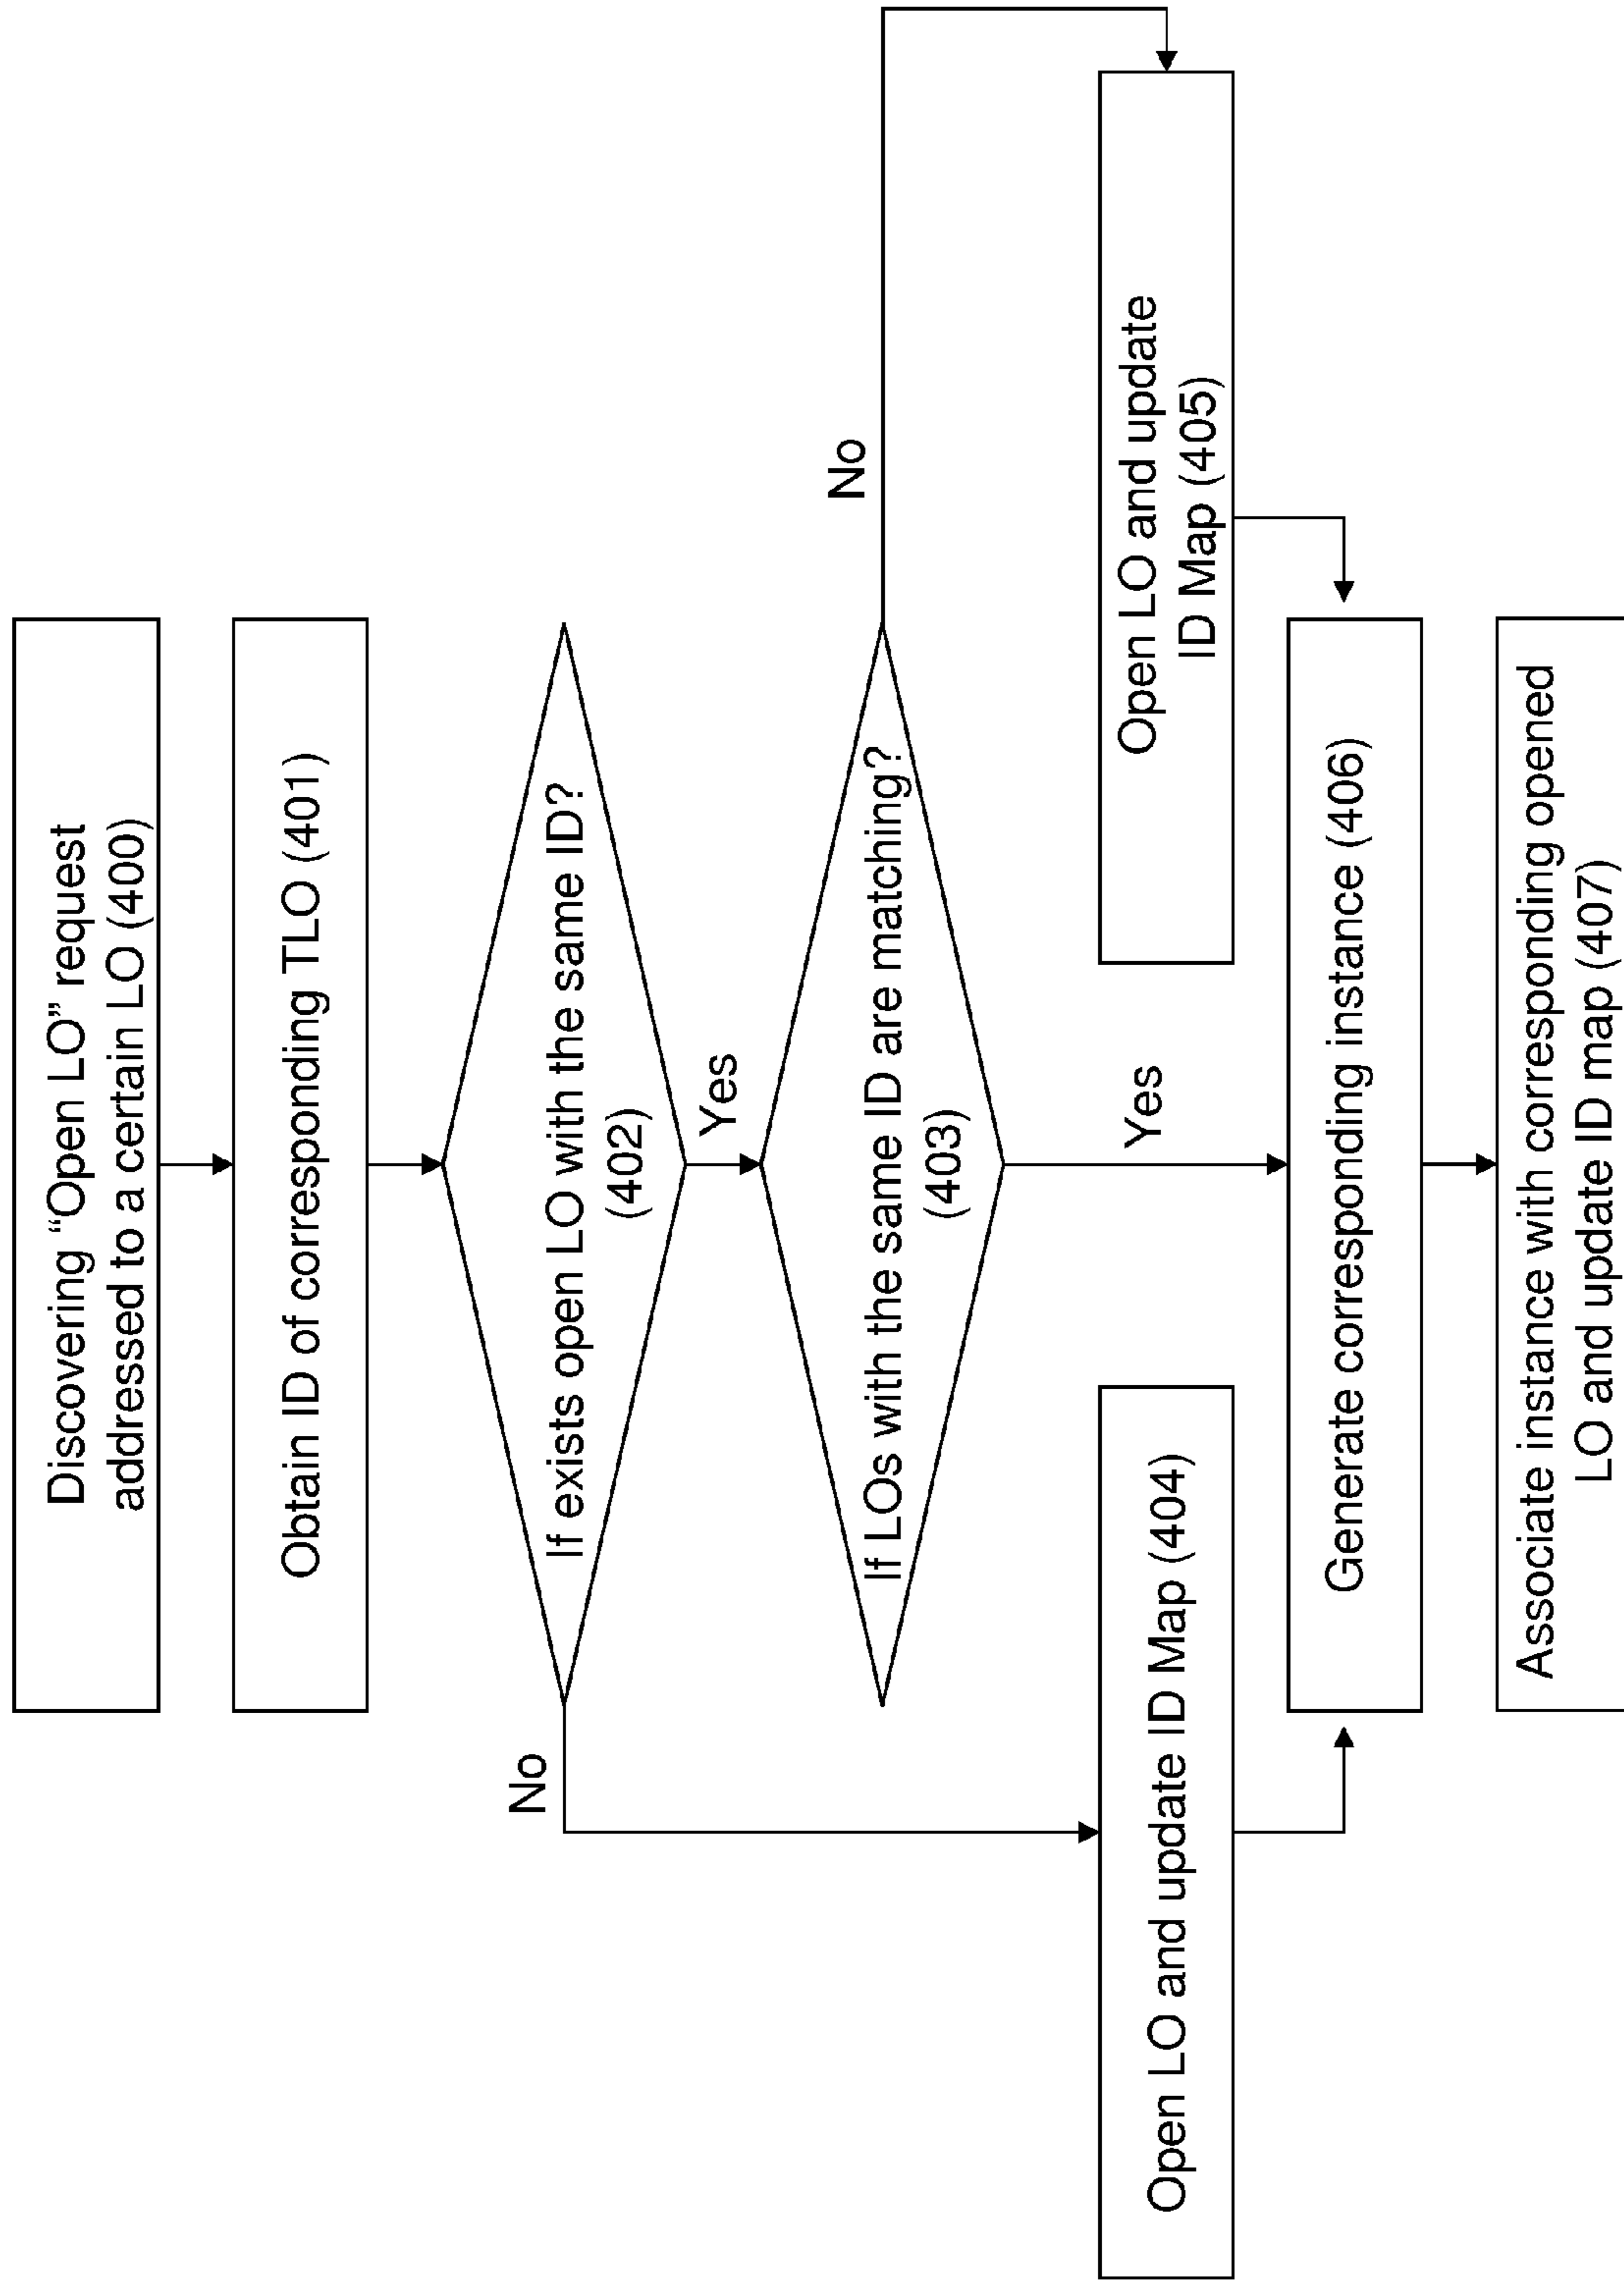 Discovering “Open LO” request
addressed to a certain LO (400)
Obtain ID of corresponding TLO (401)
If exists open LO with the same ID?
(402)
No
Yes
If LOs with the same ID are matching?
(403)
No
Yes
Open LO and update ID Map (404)
Open LO and update
ID Map (405)
Generate corresponding instance (406)
Associate instance with corresponding opened
LO and update ID map (407)